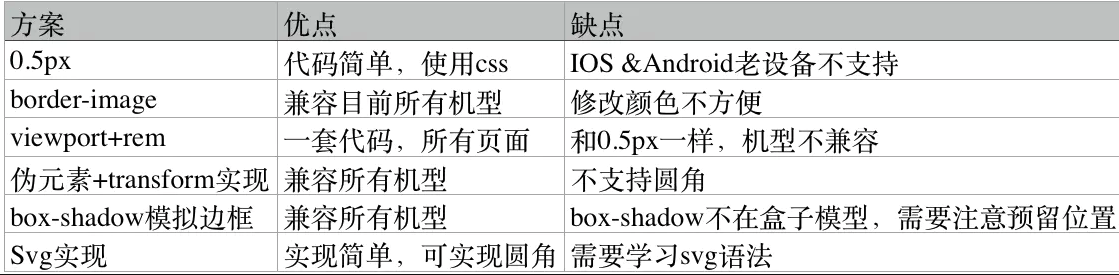 方案 优点 缺点
0.5px 代码简单，使用css IOS &Android老设备不支持
border-image 兼容目前所有机型 修改颜色不方便
viewport+rem 一套代码，所有页面 和0.5px一样，机型不兼容
伪元素+transform实现 兼容所有机型 不支持圆角
box-shadow模拟边框 兼容所有机型 box-shadow不在盒子模型，需要注意预留位置
Svg实现 实现简单，可实现圆角 需要学习svg语法